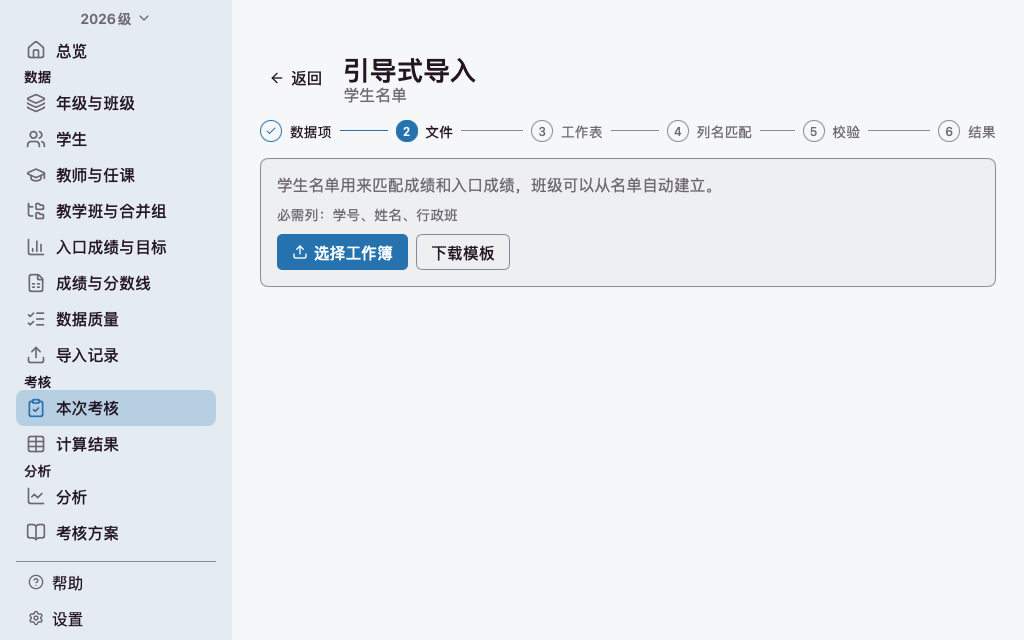 2026级
总览
数据
年级与班级
学生
教师与任课
教学班与合并组
入口成绩与目标
成绩与分数线
数据质量
导入记录
考核
本次考核
计算结果
分析
分析
考核方案
帮助
设置
返回
引导式导入
学生名单
数据项
2 文件
3 工作表
4 列名匹配
5 校验
6 结果
学生名单用来匹配成绩和入口成绩，班级可以从名单自动建立。
必需列：学号、姓名、行政班
选择工作簿
下载模板